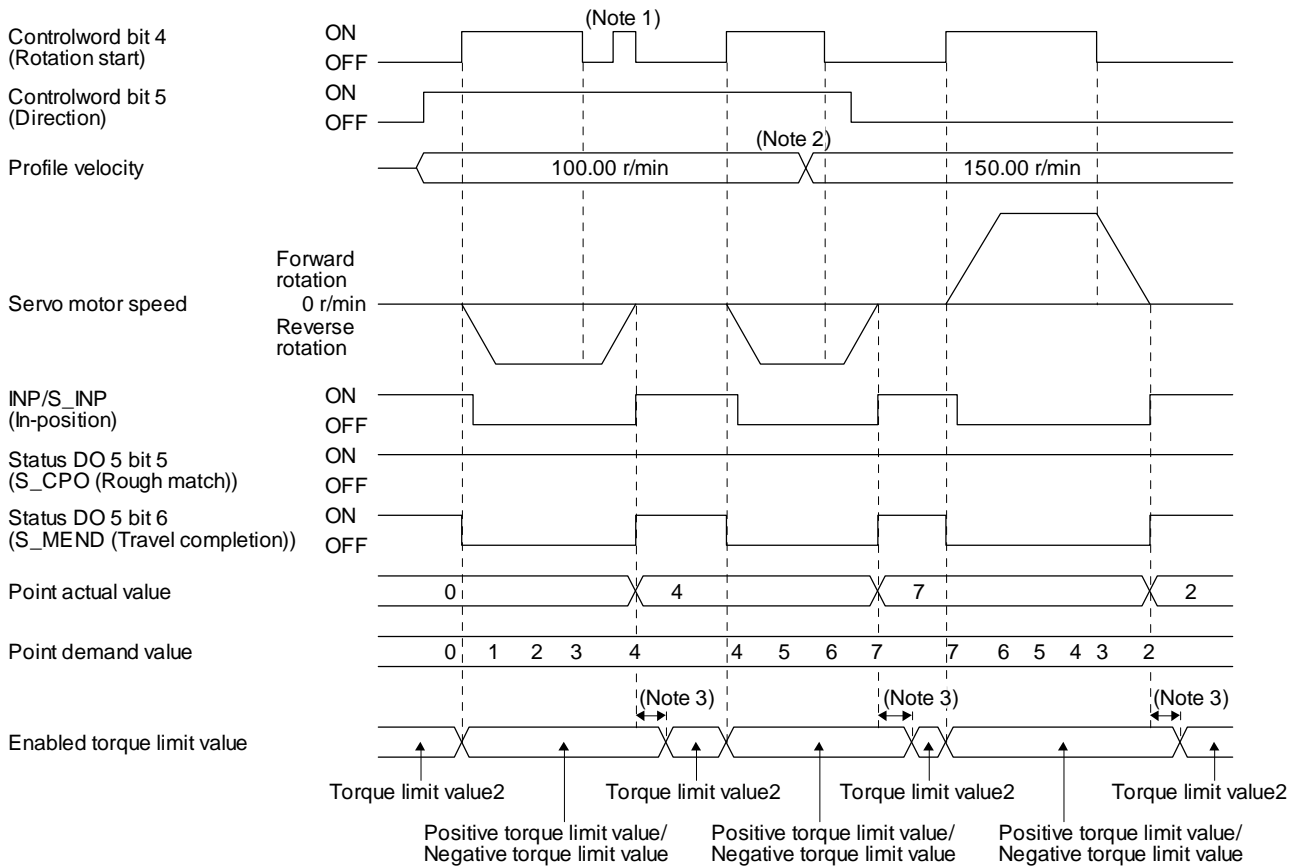 (Note 1)
Controlword bit 4
(Rotation start)
ON
OFF
Controlword bit 5
(Direction)
ON
OFF
(Note 2)
Profile velocity
100.00 r/min
150.00 r/min
Forward
rotation
Servo motor speed
0 r/min
Reverse
rotation
INP/S_INP
(In-position)
ON
OFF
Status DO 5 bit 5
(S_CPO (Rough match))
ON
OFF
Status DO 5 bit 6
(S_MEND (Travel completion))
ON
OFF
Point actual value
0 4 7 2
Point demand value
0 1 2 3 4 4 5 6 7 7 6 5 4 3 2
(Note 3) (Note 3) (Note 3)
Enabled torque limit value
Torque limit value2 Torque limit value2 Torque limit value2 Torque limit value2
Positive torque limit value/
Negative torque limit value
Positive torque limit value/
Negative torque limit value
Positive torque limit value/
Negative torque limit value